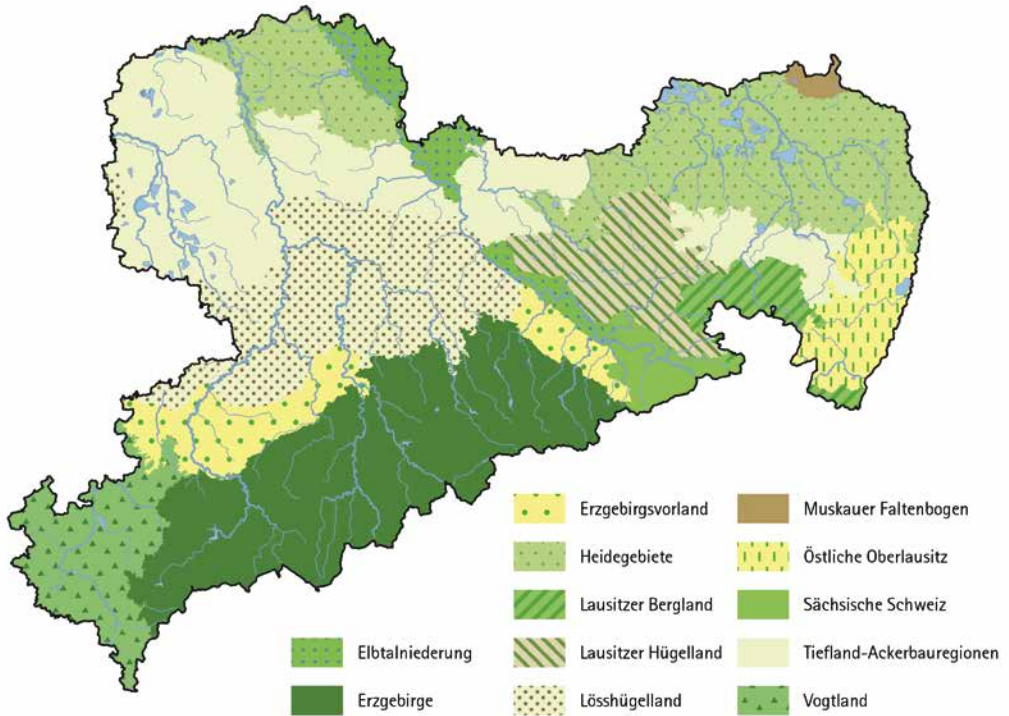 Erzgebirgsvorland
Muskauer Faltenbogen
Heidegebiete
Östliche Oberlausitz
Lausitzer Bergland
Sächsische Schweiz
Elbtalniederung
Lausitzer Hügelland
Tiefland-Ackerbauregionen
Erzgebirge
Lösshügelland
Vogtland